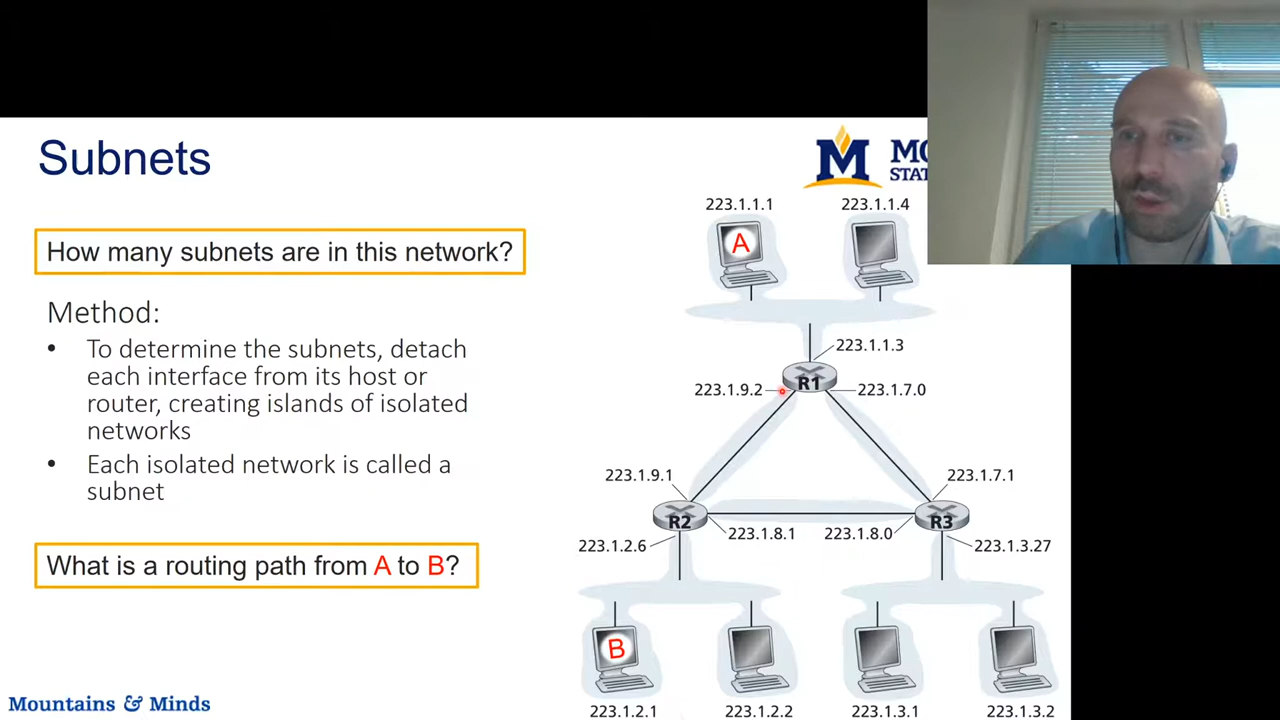 Subnets
M MO
STAT
How many subnets are in this network?
Method:
• To determine the subnets, detach
each interface from its host or
router, creating islands of isolated
networks
• Each isolated network is called a
subnet
What is a routing path from A to B?
Mountains & Minds
223.1.1.1 223.1.1.4
A
223.1.1.3
R1
223.1.9.2 223.1.7.0
223.1.9.1 223.1.7.1
R2 R3
223.1.8.1 223.1.8.0
223.1.2.6 223.1.3.27
B
223.1.2.1 223.1.2.2 223.1.3.1 223.1.3.2